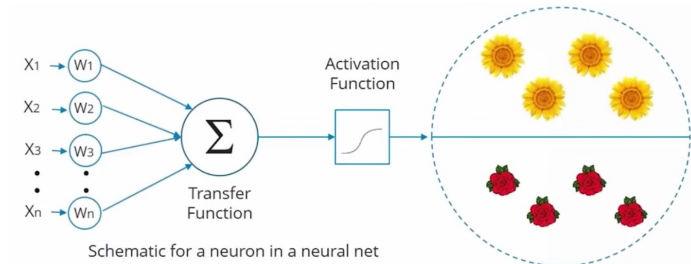 X1 W1
X2 W2
X3 W3
Xn Wn
Σ
Transfer
Function
Activation
Function
Schematic for a neuron in a neural net